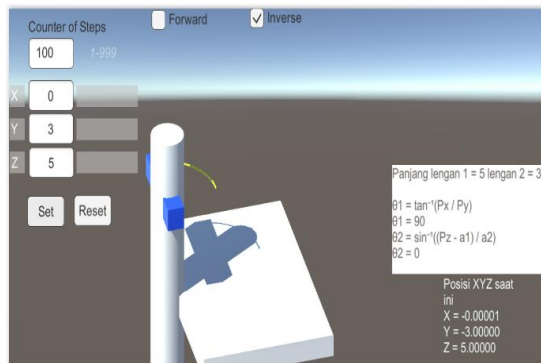 Counter of Steps
Forward
Inverse
100
1-999
X
0
Y
3
Z
5
Set
Reset
Panjang lengan 1 = 5 lengan 2 = 3
θ1 = tan⁻¹(Px / Py)
θ1 = 90
θ2 = sin⁻¹((Pz - a1) / a2)
θ2 = 0
Posisi XYZ saat
ini
X = -0.00001
Y = -3.00000
Z = 5.00000